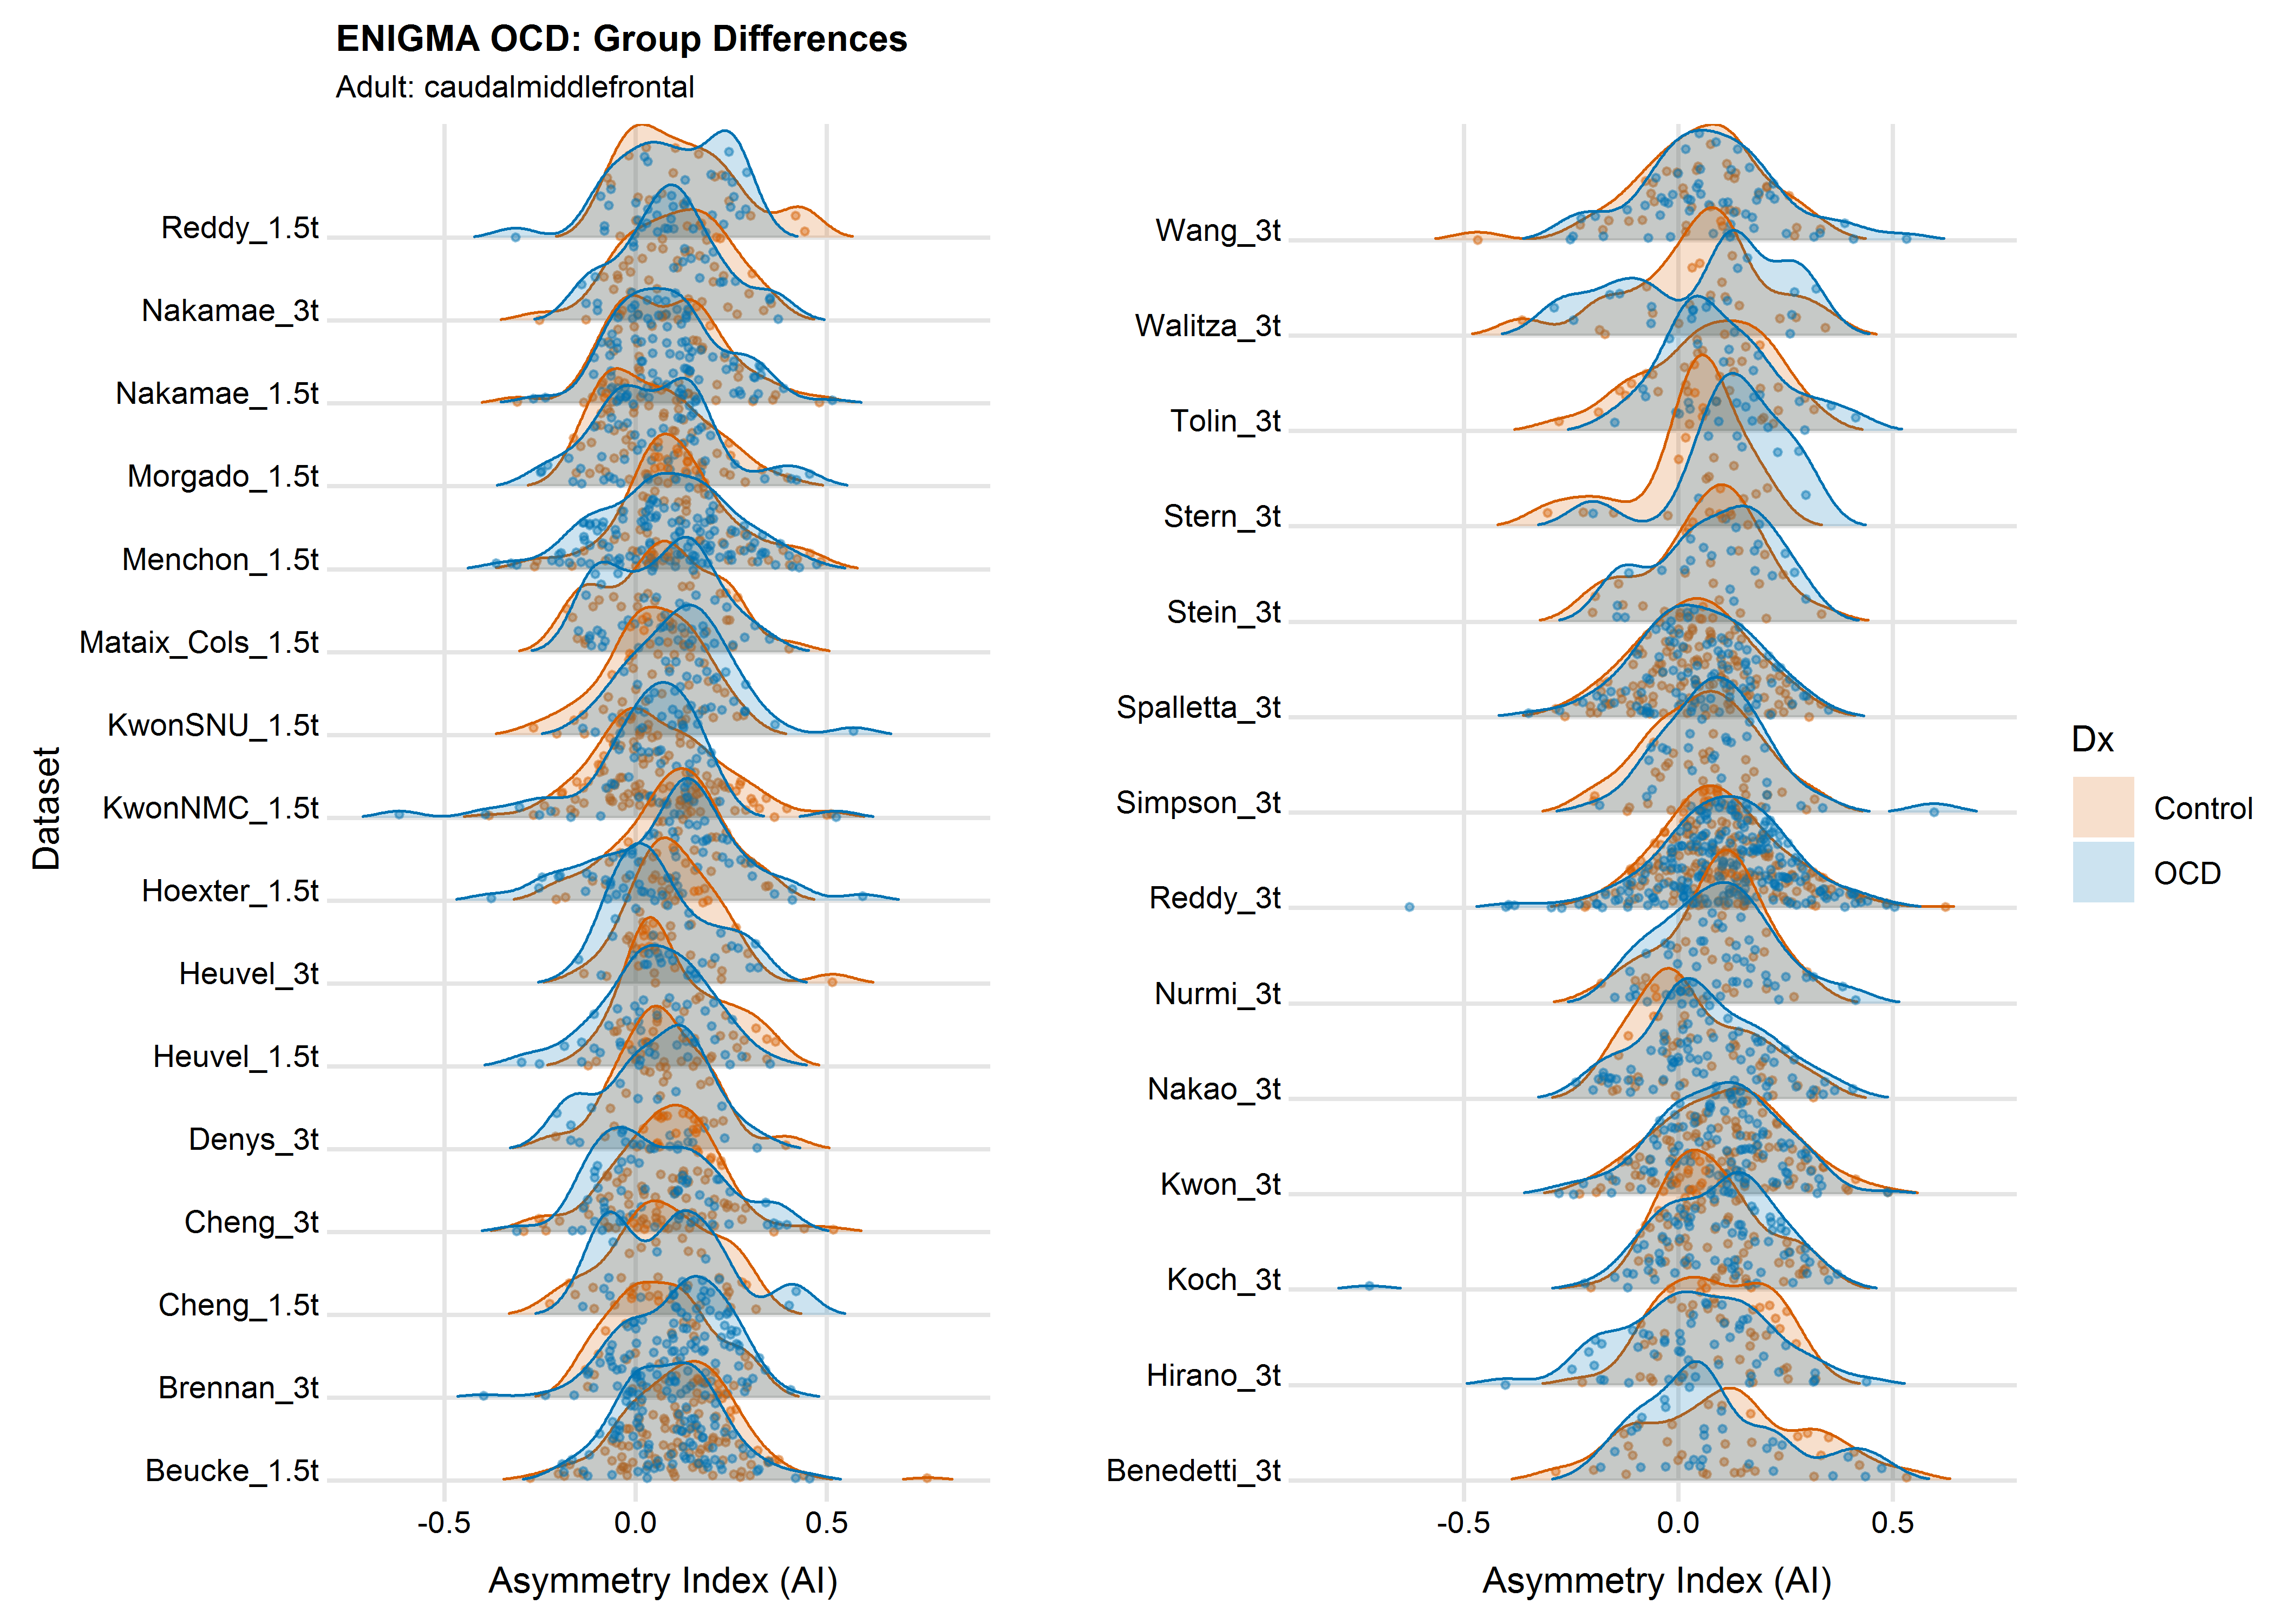 ENIGMA OCD: Group Differences
Adult: caudalmiddlefrontal
Dataset
Reddy_1.5t
Nakamae_3t
Nakamae_1.5t
Morgado_1.5t
Menchon_1.5t
Mataix_Cols_1.5t
KwonSNU_1.5t
KwonNMC_1.5t
Hoexter_1.5t
Heuvel_3t
Heuvel_1.5t
Denys_3t
Cheng_3t
Cheng_1.5t
Brennan_3t
Beucke_1.5t
-0.5 0.0 0.5
Asymmetry Index (AI)
Wang_3t
Walitza_3t
Tolin_3t
Stern_3t
Stein_3t
Spalletta_3t
Simpson_3t
Reddy_3t
Nurmi_3t
Nakao_3t
Kwon_3t
Koch_3t
Hirano_3t
Benedetti_3t
-0.5 0.0 0.5
Asymmetry Index (AI)
Dx
Control
OCD